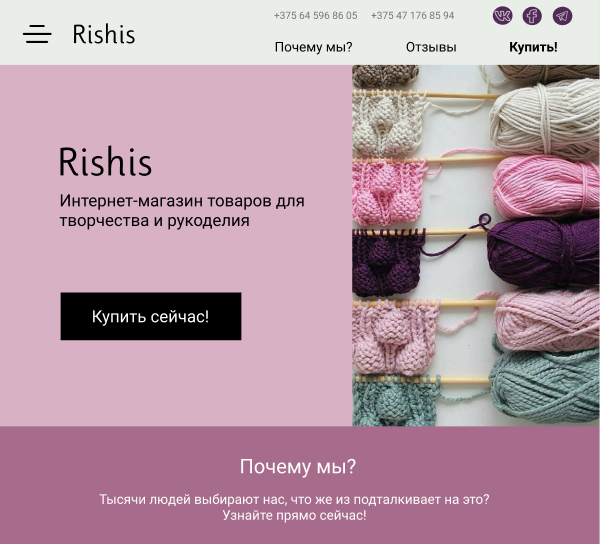 +375 64 596 86 05 +375 47 176 85 94
Rishis
Почему мы? Отзывы Купить!
Rishis
Интернет-магазин товаров для
творчества и рукоделия
Купить сейчас!
Почему мы?
Тысячи людей выбирают нас, что же из подталкивает на это?
Узнайте прямо сейчас!